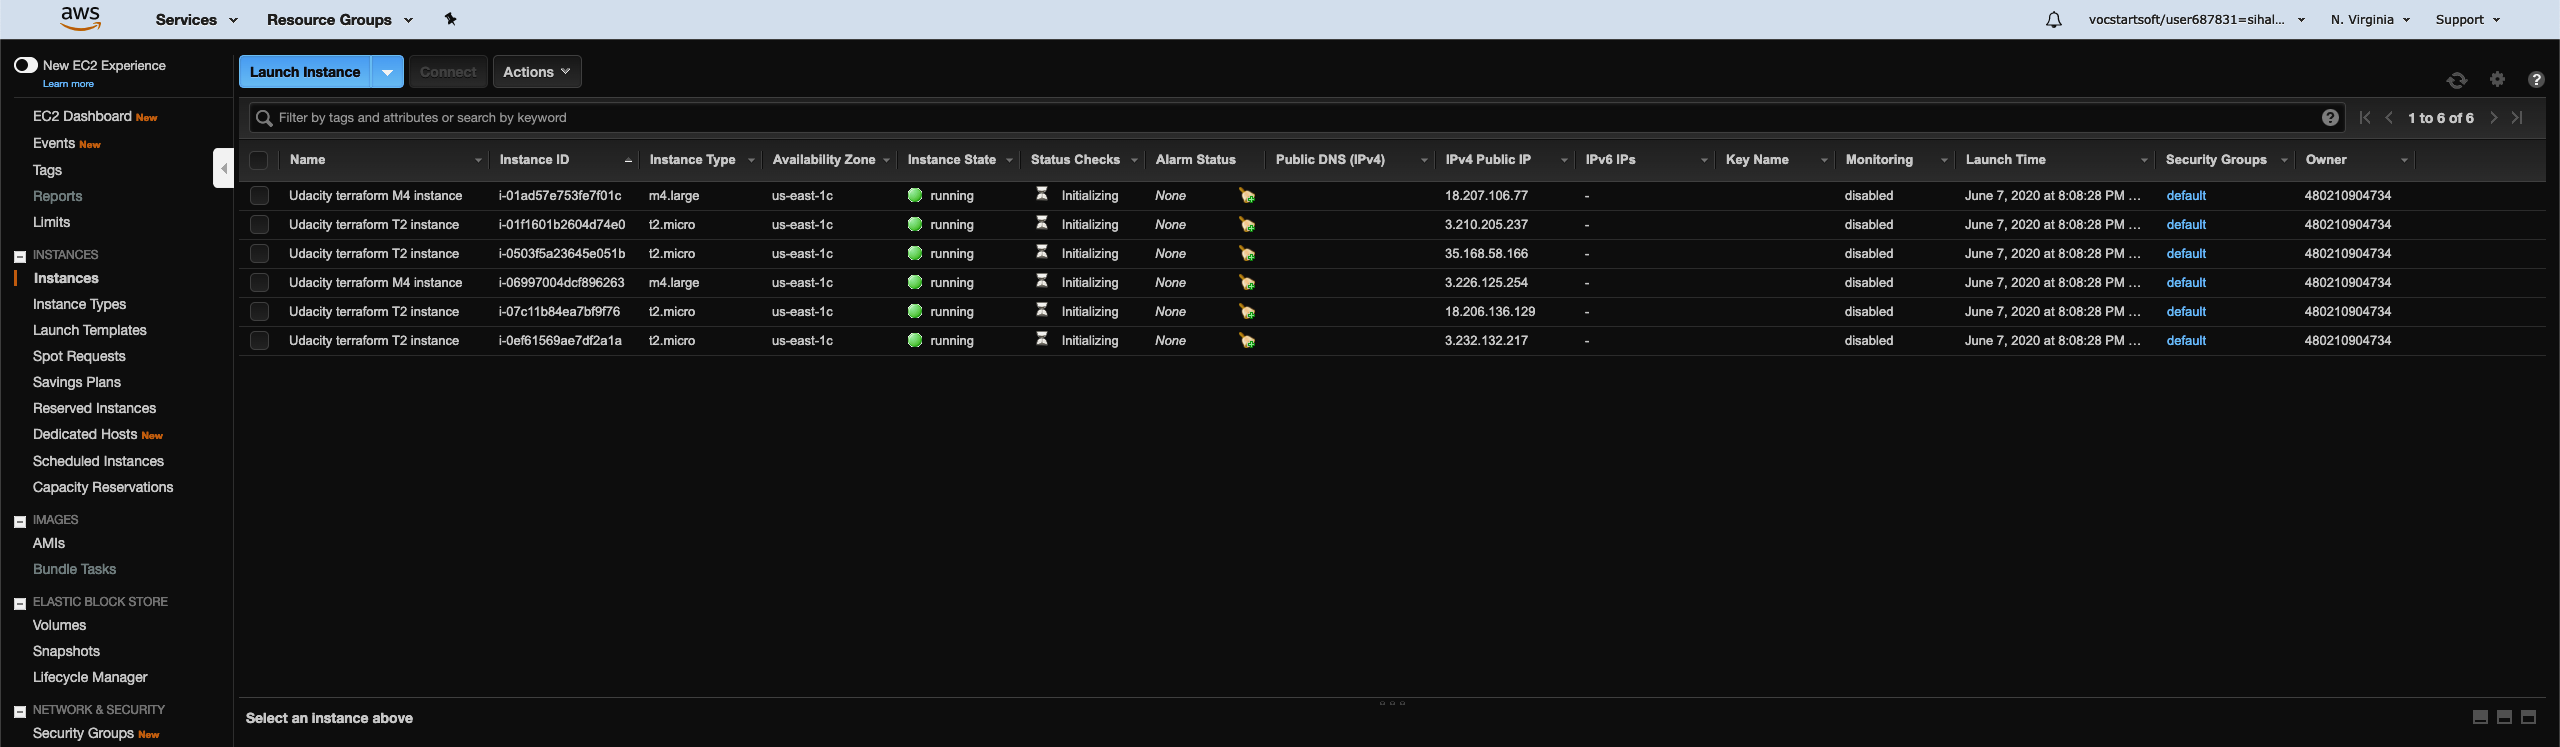 aws Services Resource Groups vocstartsoft/user687831=sihal... N. Virginia Support
New EC2 Experience
Learn more
EC2 Dashboard New
Events New
Tags
Reports
Limits
INSTANCES
Instances
Instance Types
Launch Templates
Spot Requests
Savings Plans
Reserved Instances
Dedicated Hosts New
Scheduled Instances
Capacity Reservations
IMAGES
AMIs
Bundle Tasks
ELASTIC BLOCK STORE
Volumes
Snapshots
Lifecycle Manager
NETWORK & SECURITY
Security Groups New
Launch Instance Connect Actions
Filter by tags and attributes or search by keyword 1 to 6 of 6
Name Instance ID Instance Type Availability Zone Instance State Status Checks Alarm Status Public DNS (IPv4) IPv4 Public IP IPv6 IPs Key Name Monitoring Launch Time Security Groups Owner
Udacity terraform M4 instance i-01ad57e753fe7f01c m4.large us-east-1c running Initializing None 18.207.106.77 - disabled June 7, 2020 at 8:08:28 PM ... default 480210904734
Udacity terraform T2 instance i-01f1601b2604d74e0 t2.micro us-east-1c running Initializing None 3.210.205.237 - disabled June 7, 2020 at 8:08:28 PM ... default 480210904734
Udacity terraform T2 instance i-0503f5a23645e051b t2.micro us-east-1c running Initializing None 35.168.58.166 - disabled June 7, 2020 at 8:08:28 PM ... default 480210904734
Udacity terraform M4 instance i-06997004dcf896263 m4.large us-east-1c running Initializing None 3.226.125.254 - disabled June 7, 2020 at 8:08:28 PM ... default 480210904734
Udacity terraform T2 instance i-07c11b84ea7bf9f76 t2.micro us-east-1c running Initializing None 18.206.136.129 - disabled June 7, 2020 at 8:08:28 PM ... default 480210904734
Udacity terraform T2 instance i-0ef61569ae7df2a1a t2.micro us-east-1c running Initializing None 3.232.132.217 - disabled June 7, 2020 at 8:08:28 PM ... default 480210904734
Select an instance above